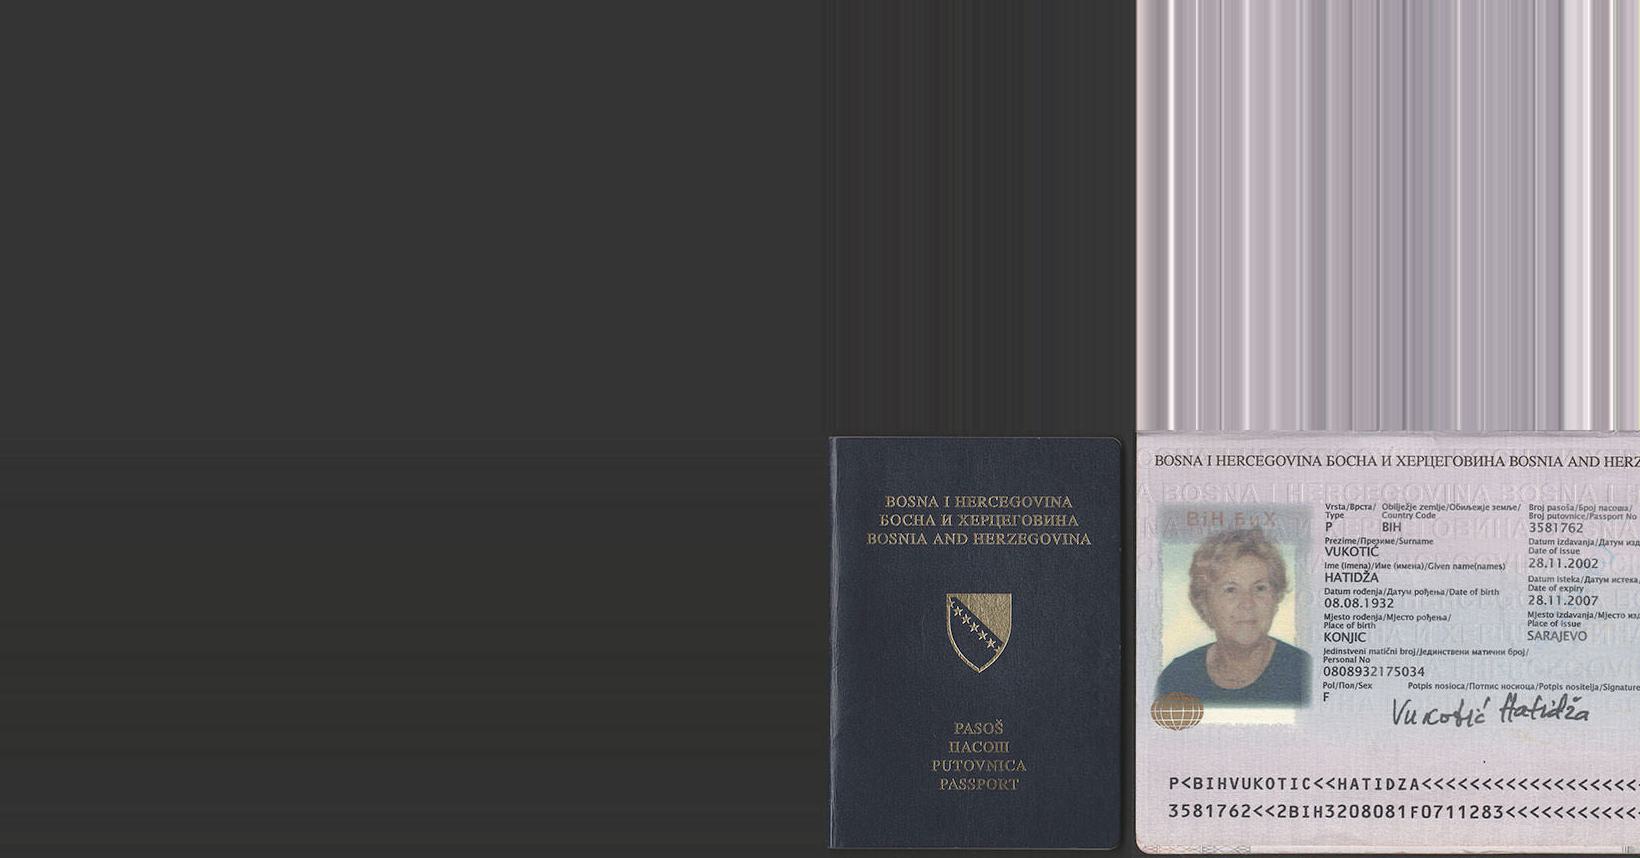 BOSNA I HERCEGOVINA
БОСНА И ХЕРЦЕГОВИНА
BOSNIA AND HERZEGOVINA
PASOŠ
ПАСОШ
PUTOVNICA
PASSPORT
BOSNA I HERCEGOVINA БОСНА И ХЕРЦЕГОВИНА BOSNIA AND HERZ
BiH БиХ
Vrsta/Врста/ Obilježje zemlje/Обиљежје земље/ Broj pasoša/Број пасоша/
Type Country Code Broj putovnice/Passport No
P BIH 3581762
Prezime/Презиме/Surname Datum izdavanja/Датум изд
VUKOTIĆ Date of issue
28.11.2002
Ime (imena)/Име (имена)/Given name(names)
HATIDŽA Datum isteka/Датум истека,
Datum rođenja/Датум рођења/Date of birth Date of expiry
08.08.1932 28.11.2007
Mjesto rođenja/Мјесто рођења/ Mjesto izdavanja/Мјесто изд
Place of birth Place of issue
KONJIC SARAJEVO
Jedinstveni matični broj/Јединствени матични број/
Personal No
0808932175034
Pol/Пол/Sex Potpis nosioca/Потпис носиоца/Potpis nositelja/Signature
F
Vukotić Hatidža
P<BIHVUKOTIC<<HATIDZA<<<<<<<<<<<<<<<<<<
3581762<<2BIH3208081F0711283<<<<<<<<<<<